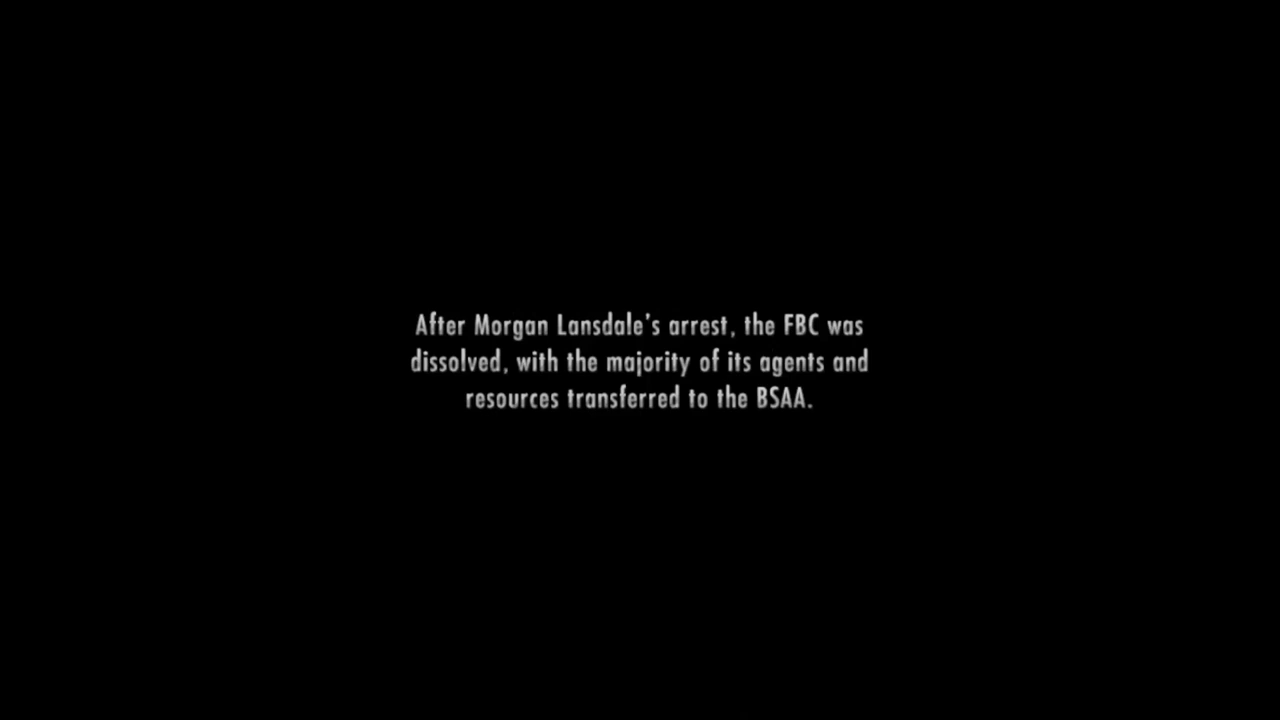 After Morgan Lansdale's arrest, the FBC was
dissolved, with the majority of its agents and
resources transferred to the BSAA.